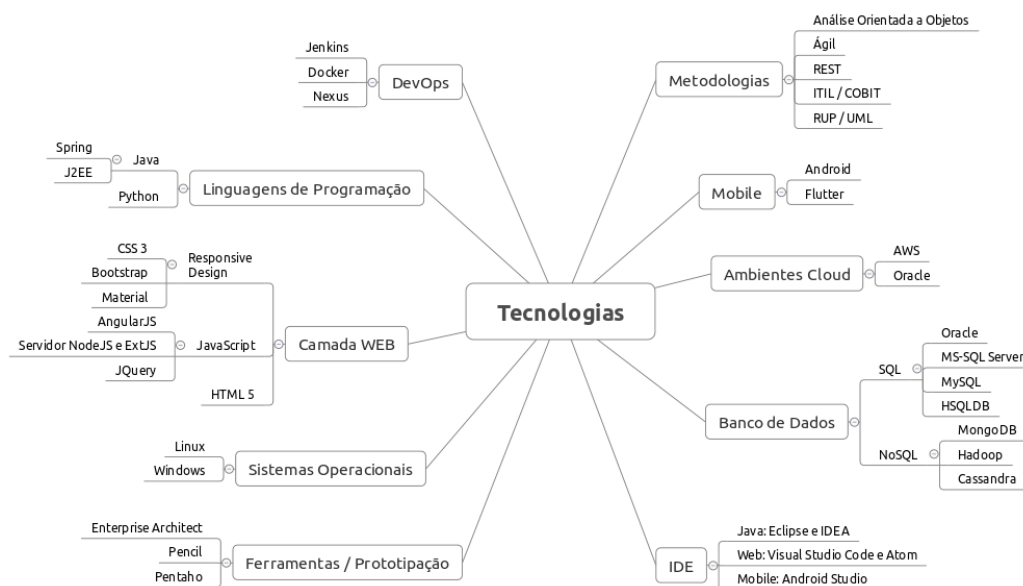 Tecnologias
DevOps
Jenkins
Docker
Nexus
Linguagens de Programação
Java
Spring
J2EE
Python
Camada WEB
Responsive
Design
CSS 3
Bootstrap
Material
JavaScript
AngularJS
Servidor NodeJS e ExtJS
JQuery
HTML 5
Sistemas Operacionais
Linux
Windows
Ferramentas / Prototipação
Enterprise Architect
Pencil
Pentaho
Metodologias
Análise Orientada a Objetos
Ágil
REST
ITIL / COBIT
RUP / UML
Mobile
Android
Flutter
Ambientes Cloud
AWS
Oracle
Banco de Dados
SQL
Oracle
MS-SQL Server
MySQL
HSQLDB
NoSQL
MongoDB
Hadoop
Cassandra
IDE
Java: Eclipse e IDEA
Web: Visual Studio Code e Atom
Mobile: Android Studio